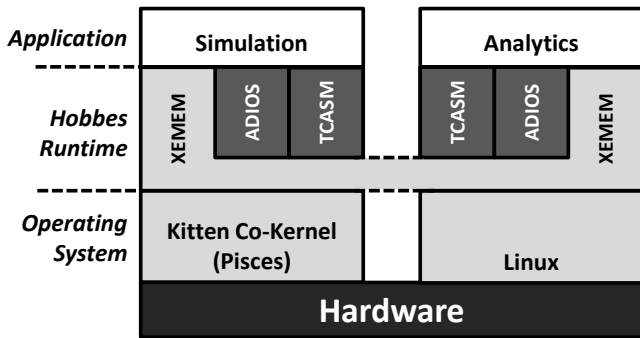 Application
Simulation
Analytics
Hobbes
Runtime
XEMEM
ADIOS
TCASM
TCASM
ADIOS
XEMEM
Operating
System
Kitten Co-Kernel
(Pisces)
Linux
Hardware